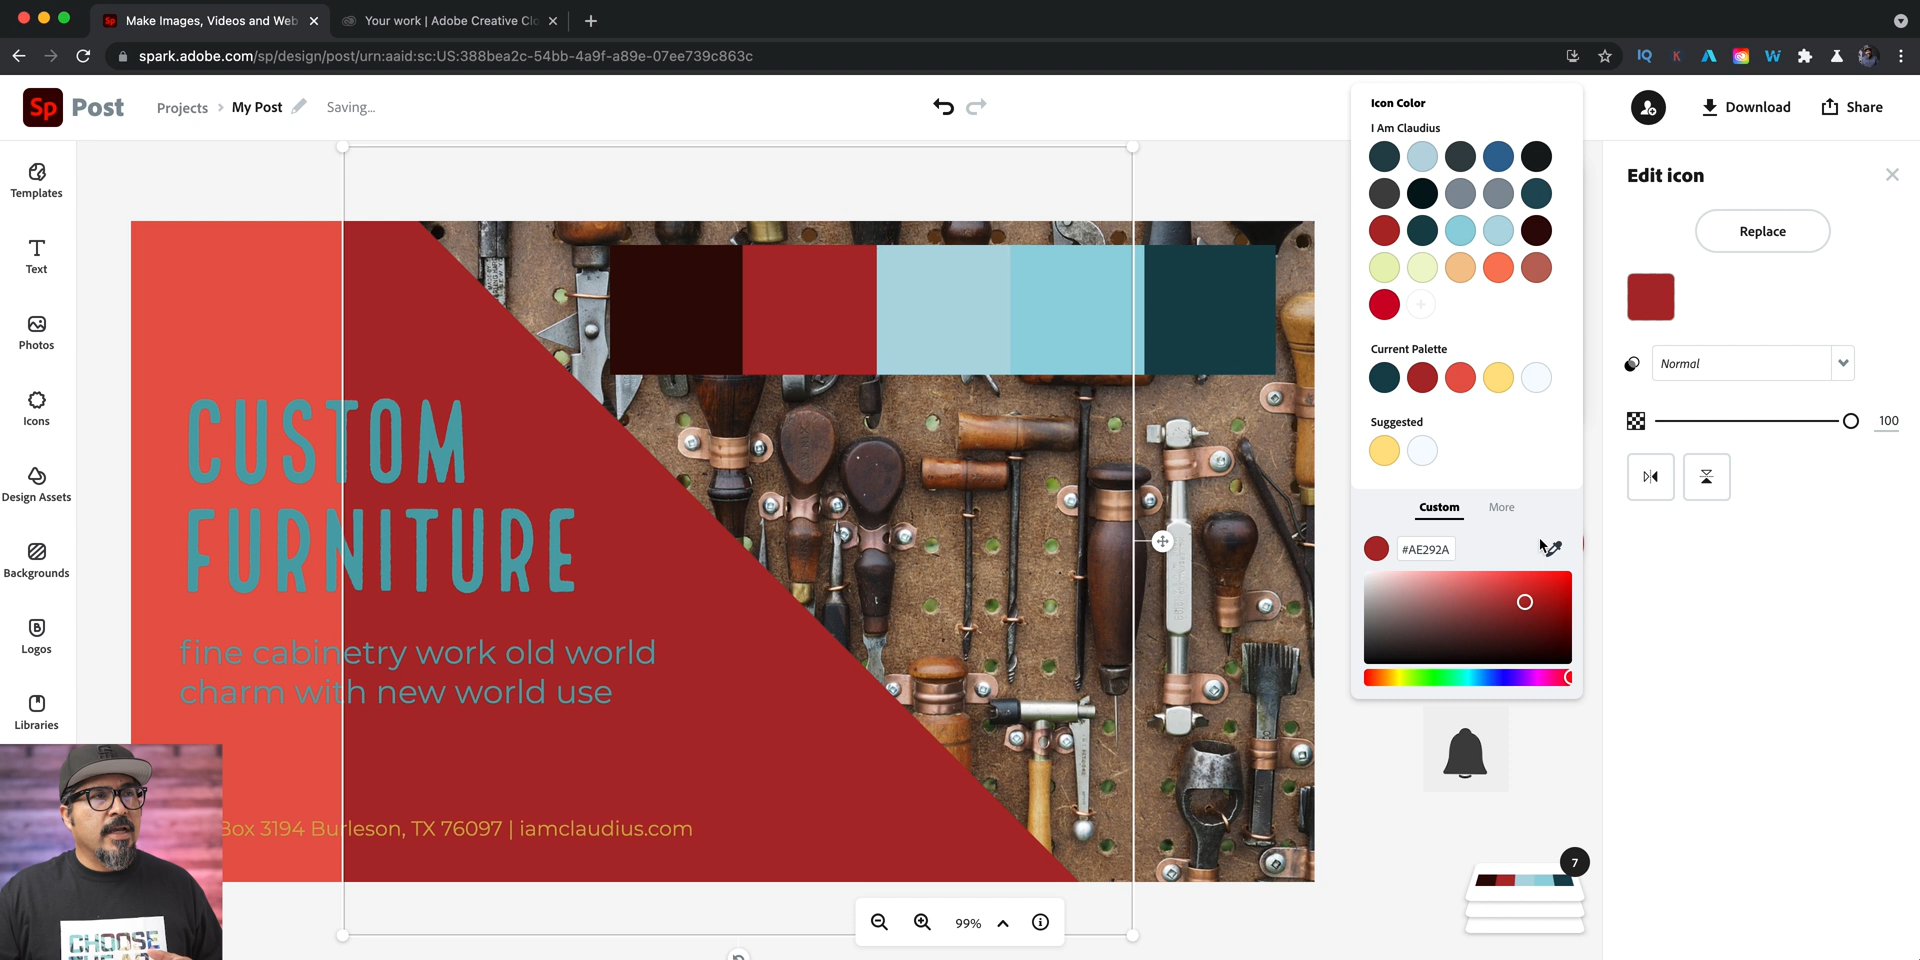 Make Images, Videos and Web
Your work | Adobe Creative Clo
spark.adobe.com/sp/design/post/urn:aaid:sc:US:388bea2c-54bb-4a9f-a89e-07ee739c863c
IQ
K
W
Sp Post
Projects > My Post
Saving...
Download
Share
Templates
Text
Photos
Icons
Design Assets
Backgrounds
Logos
Libraries
CUSTOM
FURNITURE
fine cabinetry work old world
charm with new world use
Box 3194 Burleson, TX 76097 | iamclaudius.com
Icon Color
I Am Claudius
Current Palette
Suggested
Custom
More
#AE292A
Edit icon
Replace
Normal
100
7
99%
CHOOSE